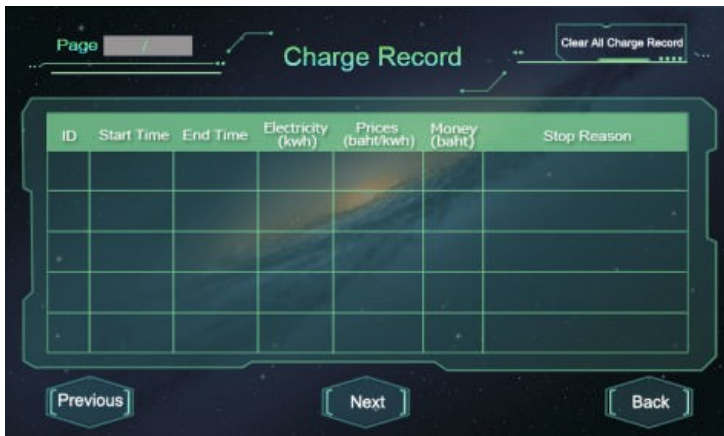 Page /
Charge Record
Clear All Charge Record
ID Start Time End Time Electricity (kwh) Prices (baht/kwh) Money (baht) Stop Reason
Previous Next Back